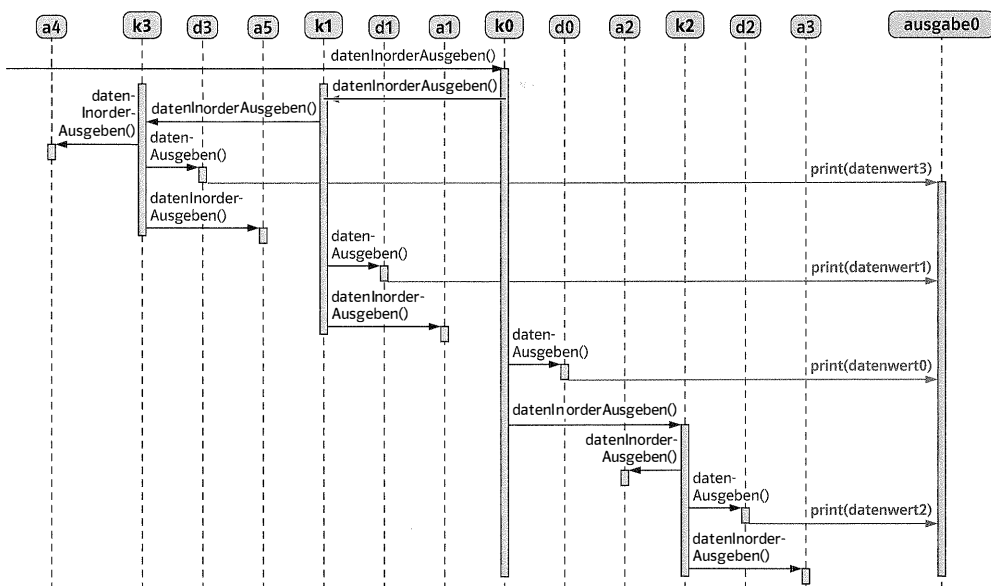 a4 k3 d3 a5 k1 d1 a1 k0 d0 a2 k2 d2 a3 ausgabe0
datenInorderAusgeben()
datenInorderAusgeben()
daten-
Inorder-
Ausgeben()
datenInorderAusgeben()
daten-
Ausgeben()
print(datenwert3)
datenInorder-
Ausgeben()
daten-
Ausgeben()
print(datenwert1)
datenInorder-
Ausgeben()
daten-
Ausgeben()
print(datenwert0)
datenInorderAusgeben()
datenInorder-
Ausgeben()
daten-
Ausgeben()
print(datenwert2)
datenInorder-
Ausgeben()